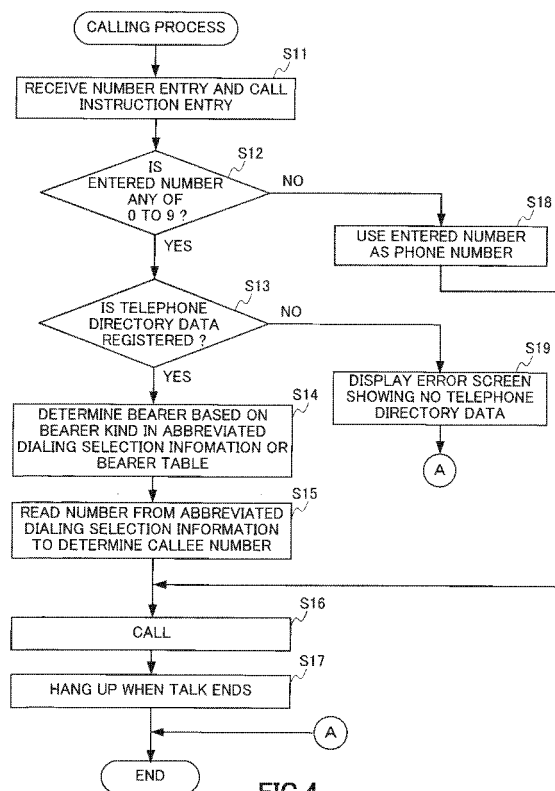 CALLING PROCESS
S11
RECEIVE NUMBER ENTRY AND CALL
INSTRUCTION ENTRY
S12
IS
ENTERED NUMBER
ANY OF
0 TO 9 ?
NO
YES
S18
USE ENTERED NUMBER
AS PHONE NUMBER
S13
IS TELEPHONE
DIRECTORY DATA
REGISTERED ?
NO
YES
S19
DISPLAY ERROR SCREEN
SHOWING NO TELEPHONE
DIRECTORY DATA
A
S14
DETERMINE BEARER BASED ON
BEARER KIND IN ABBREVIATED
DIALING SELECTION INFOMATION OR
BEARER TABLE
S15
READ NUMBER FROM ABBREVIATED
DIALING SELECTION INFORMATION
TO DETERMINE CALLEE NUMBER
S16
CALL
S17
HANG UP WHEN TALK ENDS
A
END
FIG.4